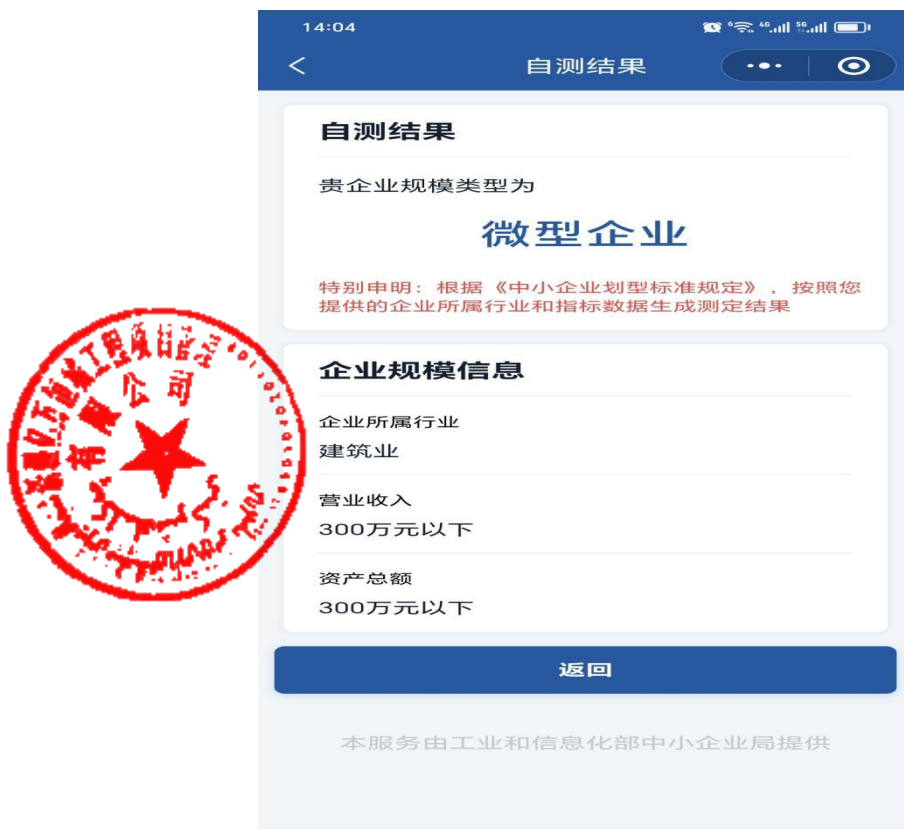 14:04
自测结果
自测结果
贵企业规模类型为
微型企业
特别申明：根据《中小企业划型标准规定》，按照您
提供的企业所属行业和指标数据生成测定结果
企业规模信息
企业所属行业
建筑业
营业收入
300万元以下
资产总额
300万元以下
返回
本服务由工业和信息化部中小企业局提供
有限公司